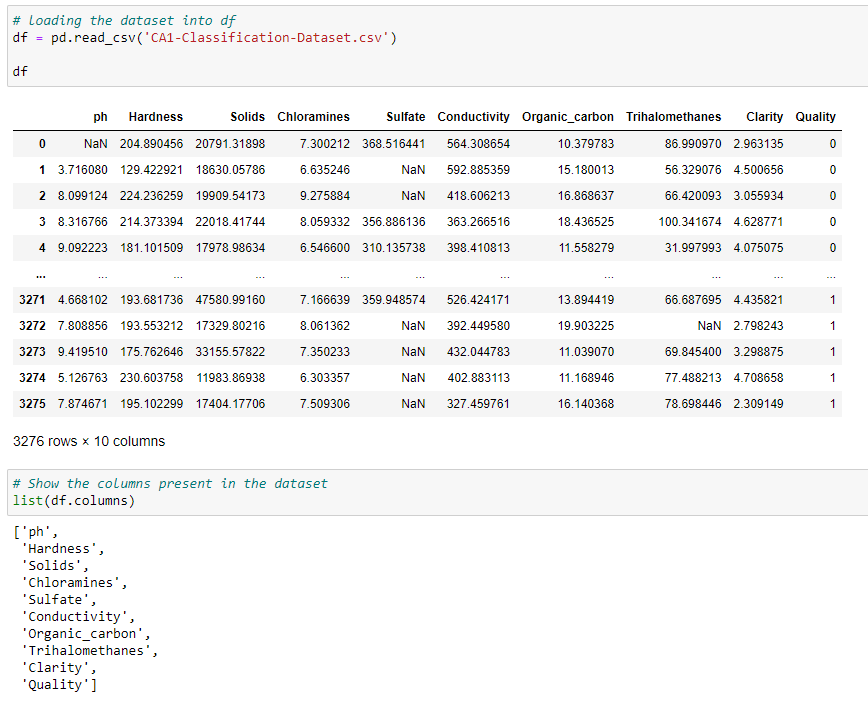 # loading the dataset into df
df = pd.read_csv('CA1-Classification-Dataset.csv')
df
ph Hardness Solids Chloramines Sulfate Conductivity Organic_carbon Trihalomethanes Clarity Quality
0 NaN 204.890456 20791.31898 7.300212 368.516441 564.308654 10.379783 86.990970 2.963135 0
1 3.716080 129.422921 18630.05786 6.635246 NaN 592.885359 15.180013 56.329076 4.500656 0
2 8.099124 224.236259 19909.54173 9.275884 NaN 418.606213 16.868637 66.420093 3.055934 0
3 8.316766 214.373394 22018.41744 8.059332 356.886136 363.266516 18.436525 100.341674 4.628771 0
4 9.092223 181.101509 17978.98634 6.546600 310.135738 398.410813 11.558279 31.997993 4.075075 0
... ... ... ... ... ... ... ... ... ... ...
3271 4.668102 193.681736 47580.99160 7.166639 359.948574 526.424171 13.894419 66.687695 4.435821 1
3272 7.808856 193.553212 17329.80216 8.061362 NaN 392.449580 19.903225 NaN 2.798243 1
3273 9.419510 175.762646 33155.57822 7.350233 NaN 432.044783 11.039070 69.845400 3.298875 1
3274 5.126763 230.603758 11983.86938 6.303357 NaN 402.883113 11.168946 77.488213 4.708658 1
3275 7.874671 195.102299 17404.17706 7.509306 NaN 327.459761 16.140368 78.698446 2.309149 1
3276 rows × 10 columns
# Show the columns present in the dataset
list(df.columns)
['ph',
'Hardness',
'Solids',
'Chloramines',
'Sulfate',
'Conductivity',
'Organic_carbon',
'Trihalomethanes',
'Clarity',
'Quality']